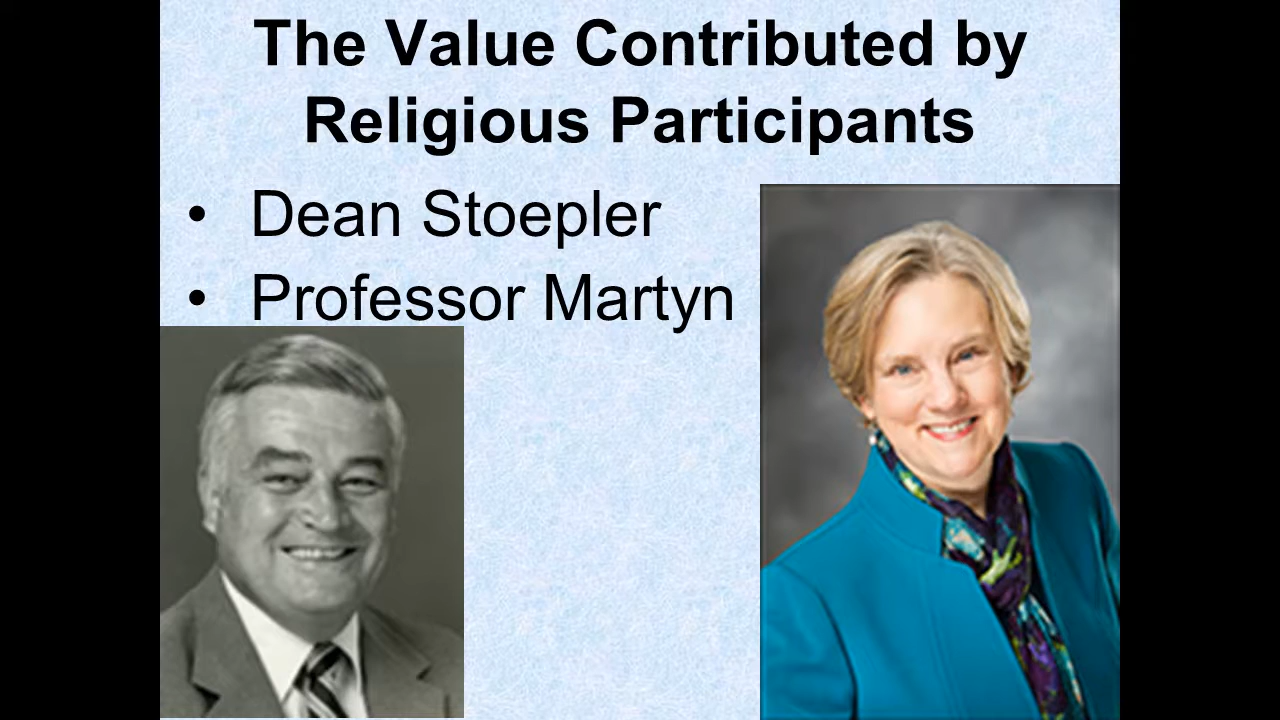 The Value Contributed by
Religious Participants
• Dean Stoepler
• Professor Martyn